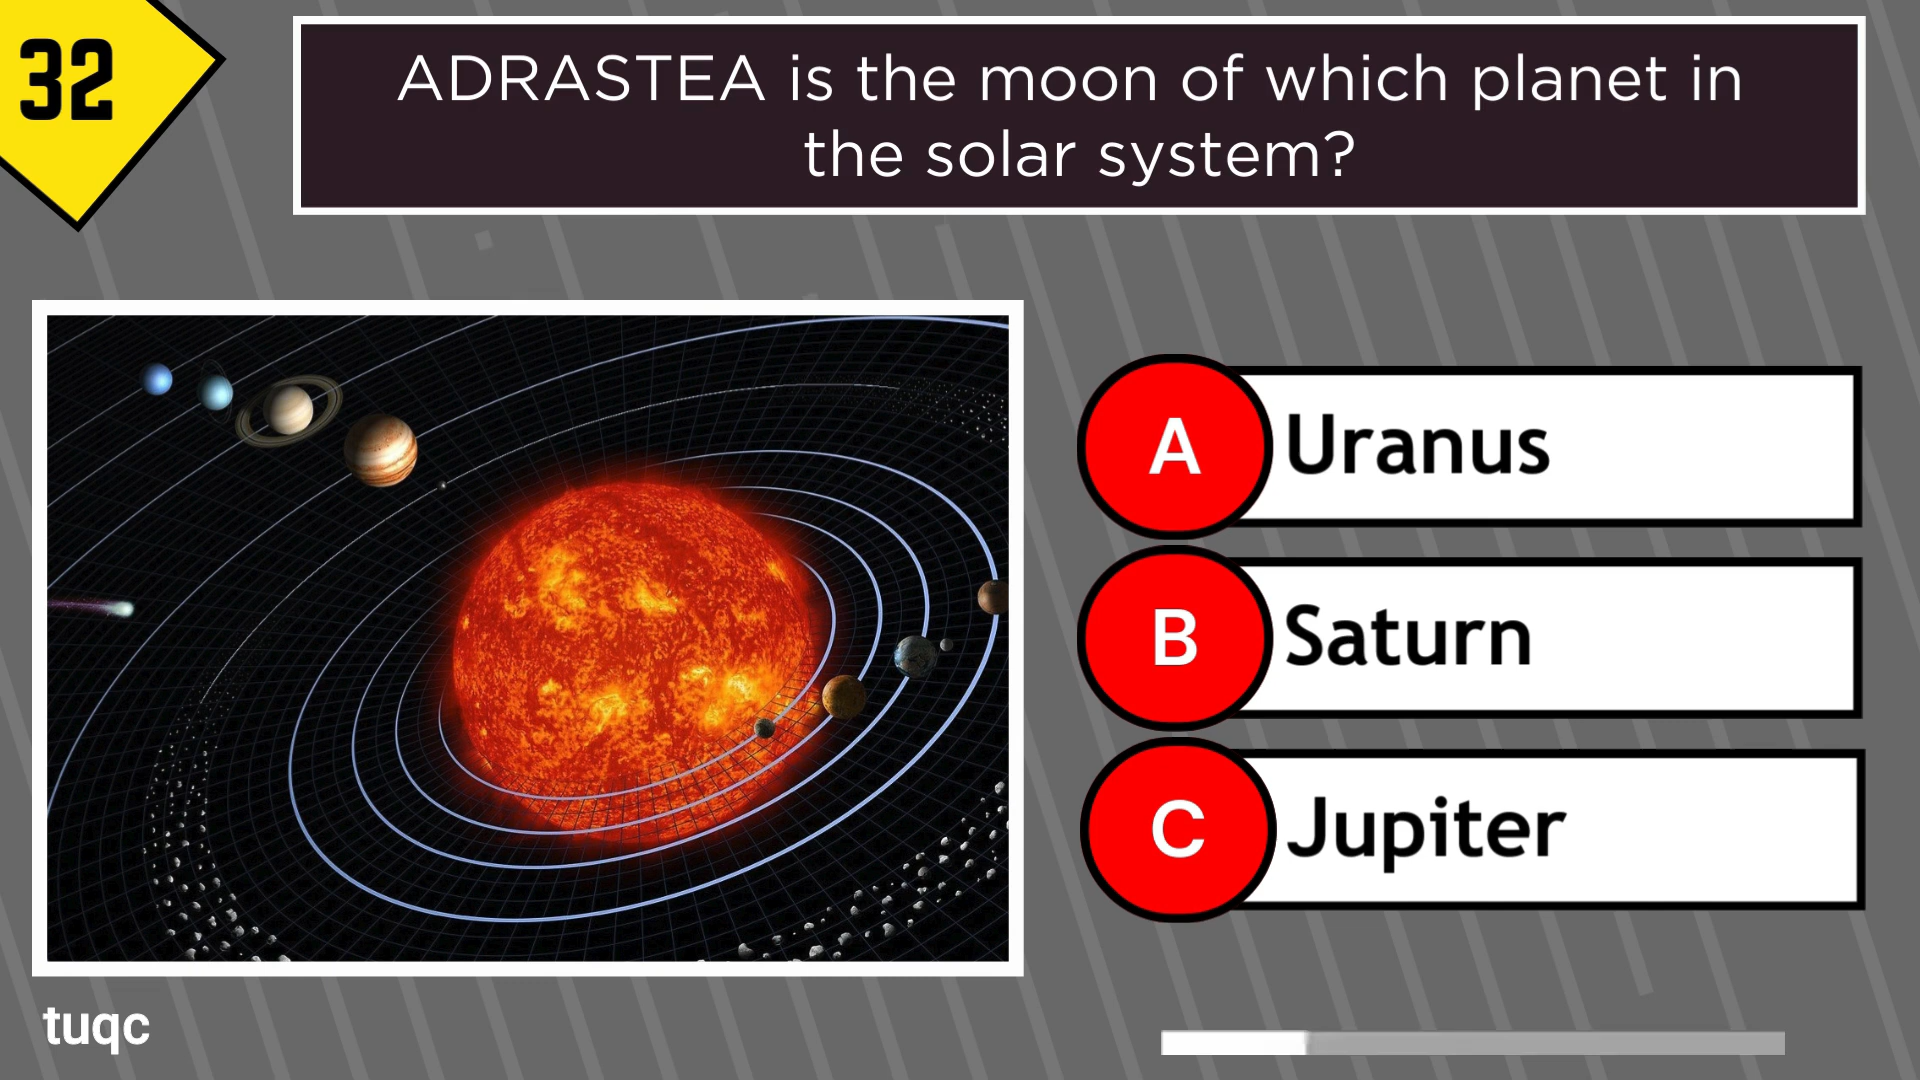 32
ADRASTEA is the moon of which planet in
the solar system?
A Uranus
B Saturn
C Jupiter
tuqc